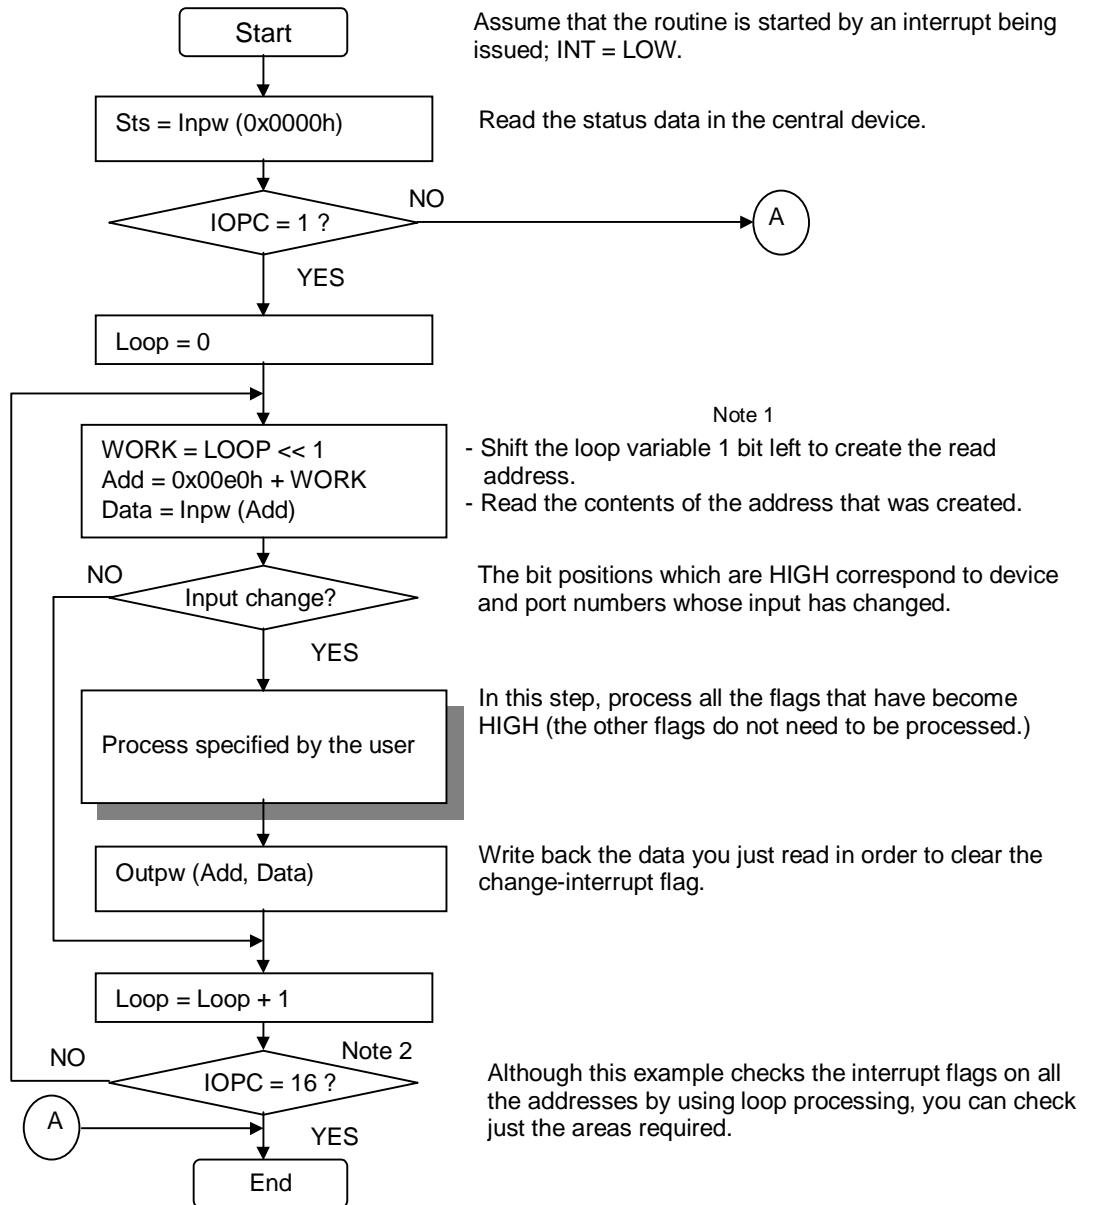 Start
Assume that the routine is started by an interrupt being
issued; INT = LOW.
Sts = Inpw (0x0000h)
Read the status data in the central device.
IOPC = 1 ?
NO
A
YES
Loop = 0
Note 1
WORK = LOOP << 1
Add = 0x00e0h + WORK
Data = Inpw (Add)
- Shift the loop variable 1 bit left to create the read
address.
- Read the contents of the address that was created.
NO
Input change?
The bit positions which are HIGH correspond to device
and port numbers whose input has changed.
YES
Process specified by the user
In this step, process all the flags that have become
HIGH (the other flags do not need to be processed.)
Outpw (Add, Data)
Write back the data you just read in order to clear the
change-interrupt flag.
Loop = Loop + 1
NO
Note 2
IOPC = 16 ?
Although this example checks the interrupt flags on all
the addresses by using loop processing, you can check
just the areas required.
A
YES
End